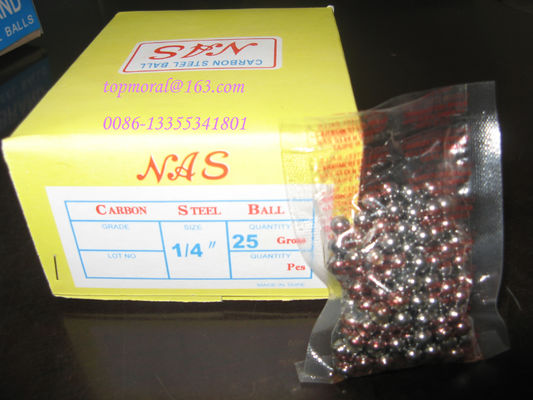 AND
L BALLS
CARBON STEEL BALL
NAS
topmoral@163.com
0086-13355341801
NAS
CARBON STEEL BALL
GRADE
SIZE
QUANTITY
1/4″
25 Gross
LOT NO
QUANTITY
Pcs
MADE IN